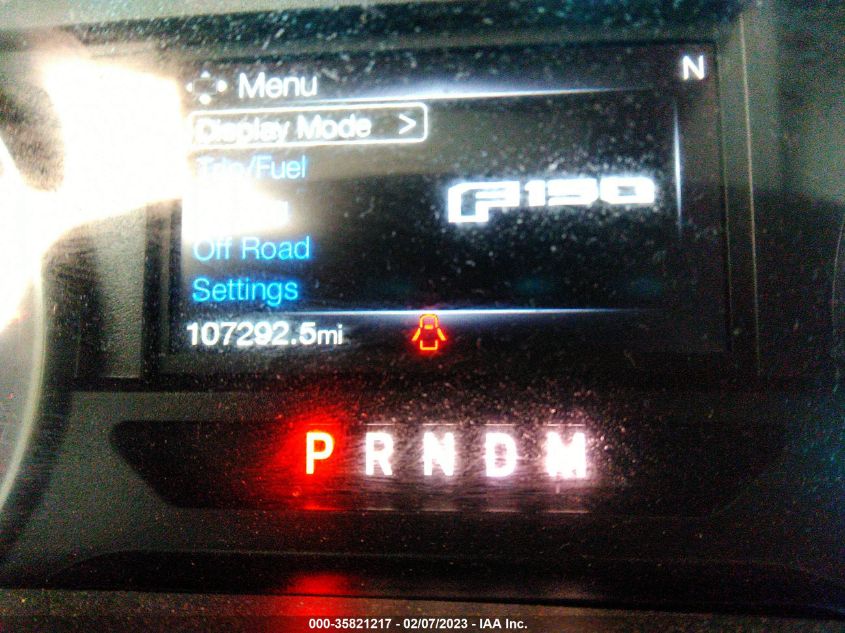 Menu
N
Display Mode >
Trip/Fuel
F150
Off Road
Settings
107292.5mi
P R N D M
000-35821217 - 02/07/2023 - IAA Inc.